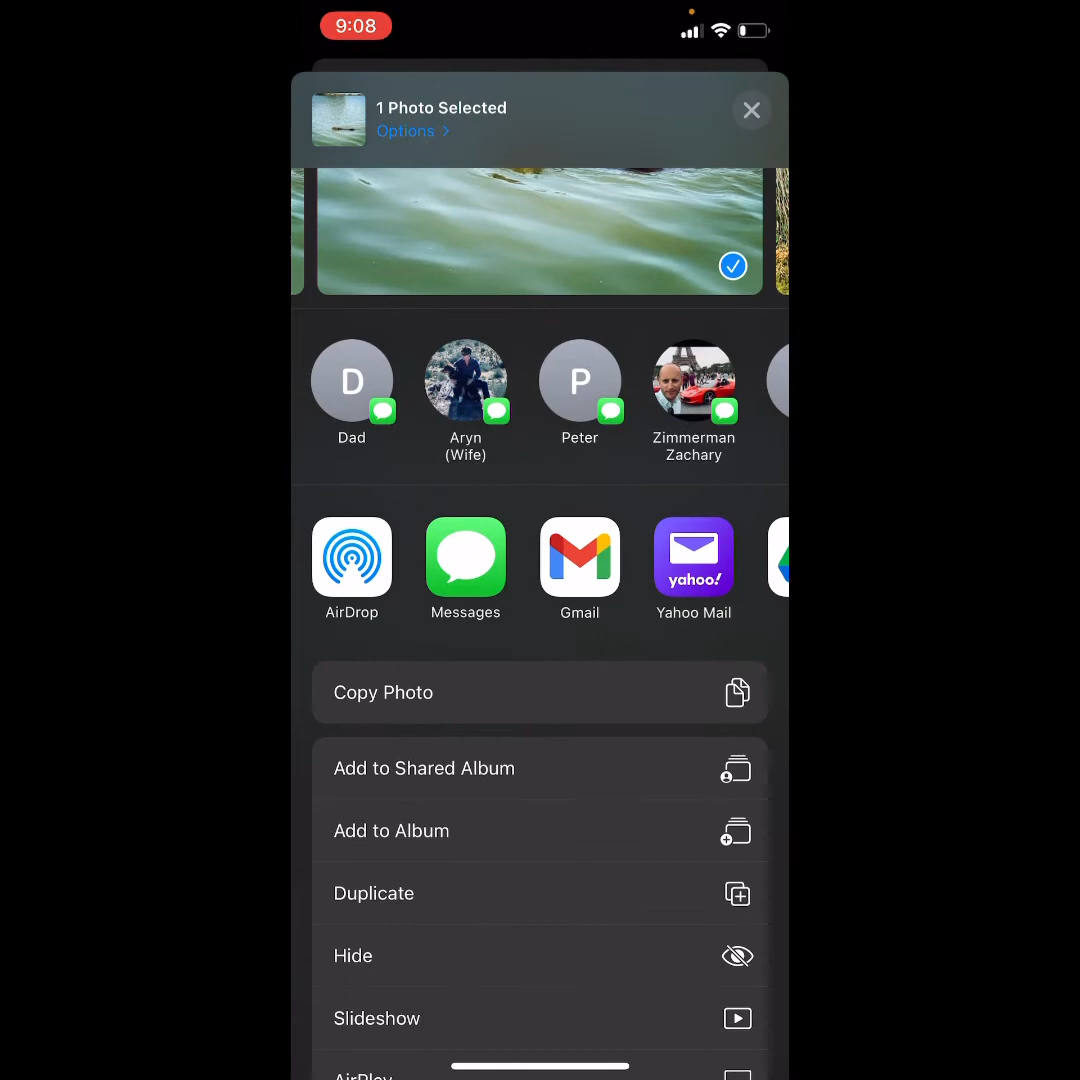 9:08
1 Photo Selected
Options
D
P
Dad
Aryn
(Wife)
Peter
Zimmerman
Zachary
yahoo!
AirDrop
Messages
Gmail
Yahoo Mail
Copy Photo
Add to Shared Album
Add to Album
Duplicate
Hide
Slideshow
AirPlay